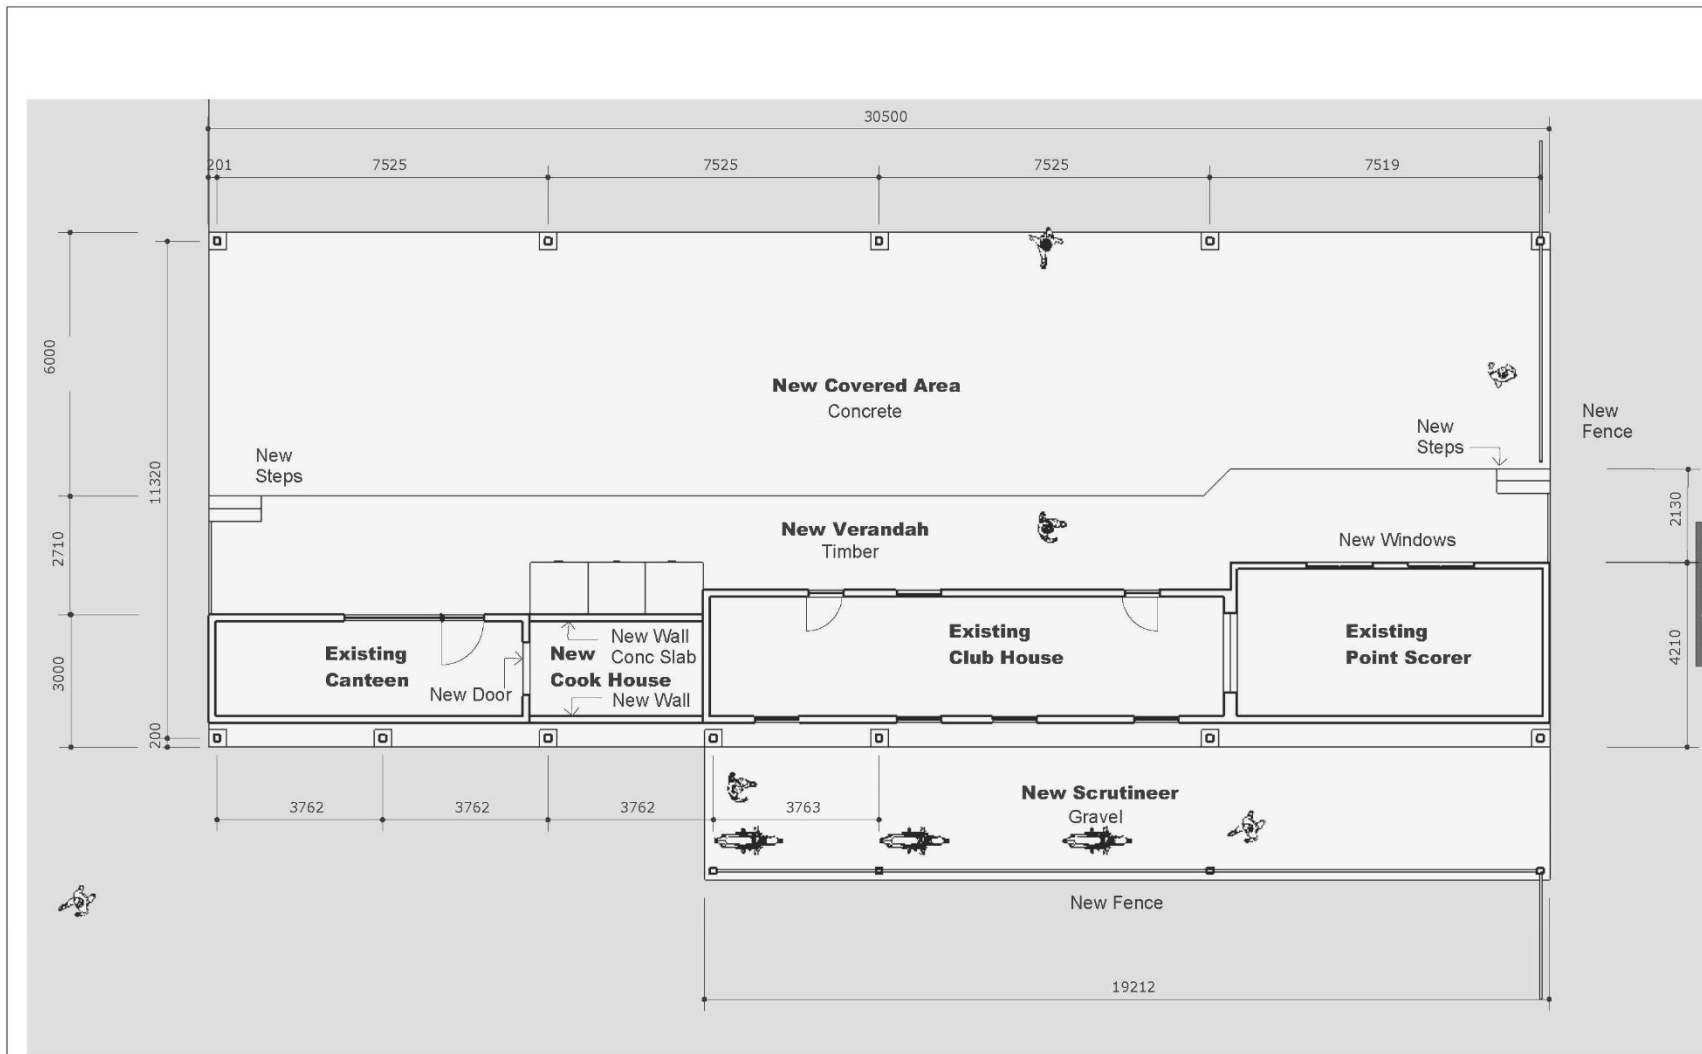 30500
201
7525
7525
7525
7519
6000
11320
New Covered Area
Concrete
New
Fence
New
Steps
New
Steps
2130
2710
New Verandah
Timber
New Windows
3000
New Wall
Conc Slab
Existing
Canteen
New Door
New
Cook House
New Wall
Existing
Club House
Existing
Point Scorer
4210
200
3762
3762
3762
3763
New Scrutineer
Gravel
New Fence
19212